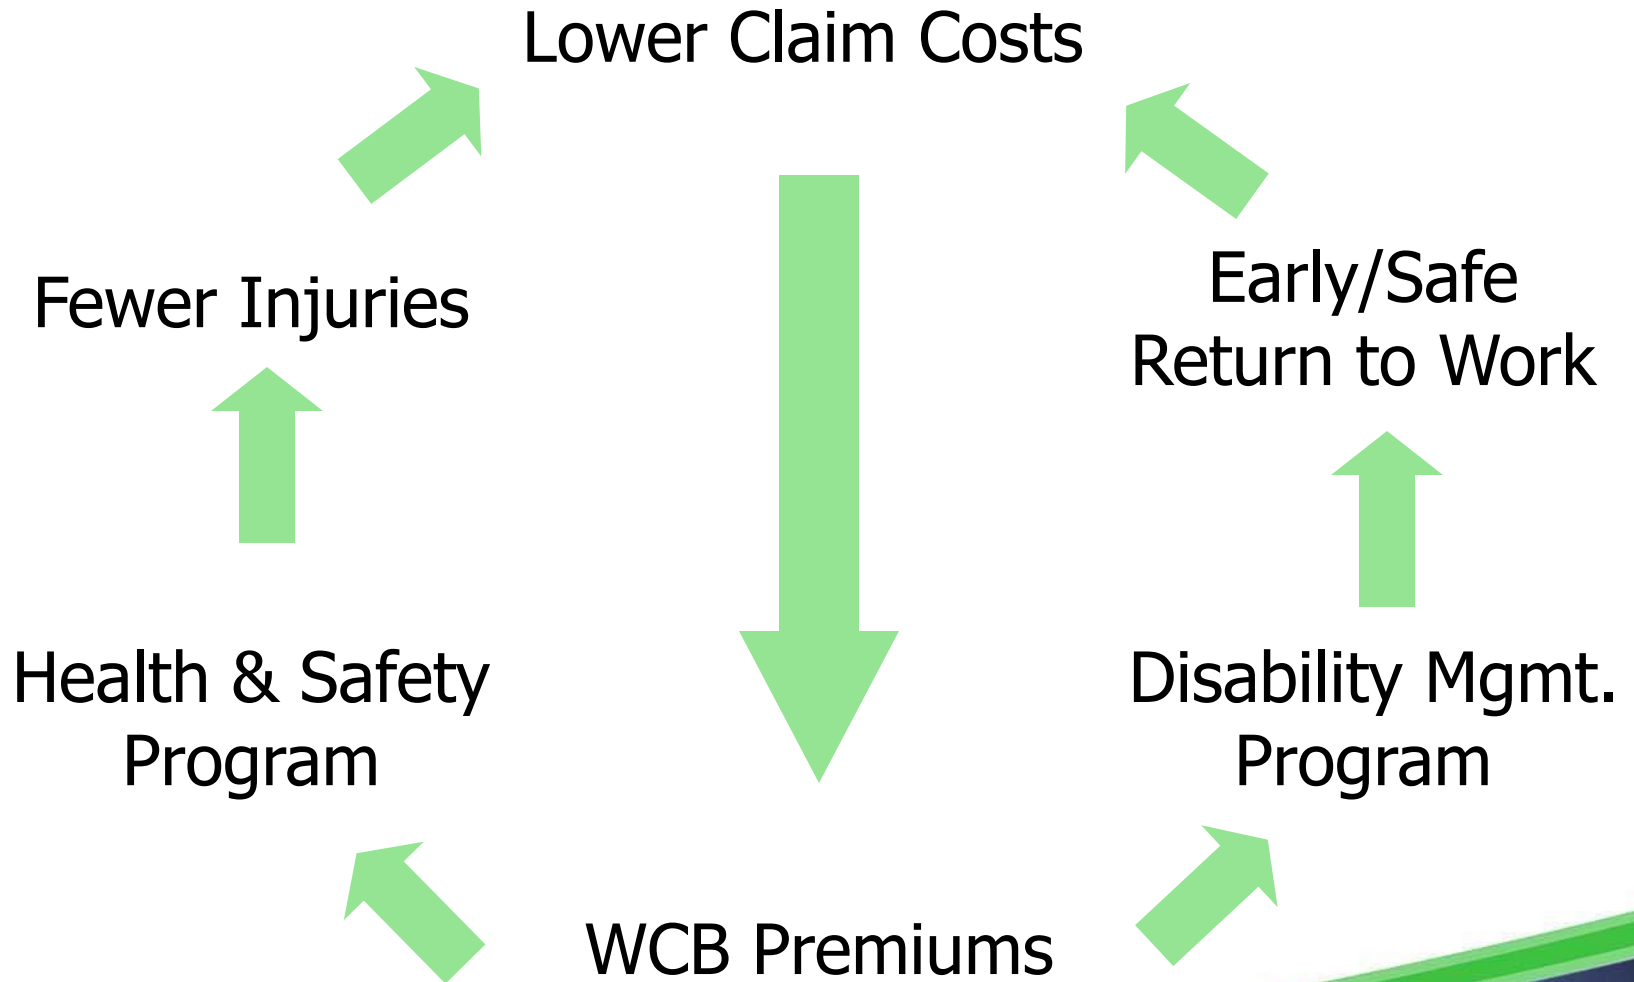 Lower Claim Costs
Fewer Injuries
Early/Safe
Return to Work
Health & Safety
Program
Disability Mgmt.
Program
WCB Premiums